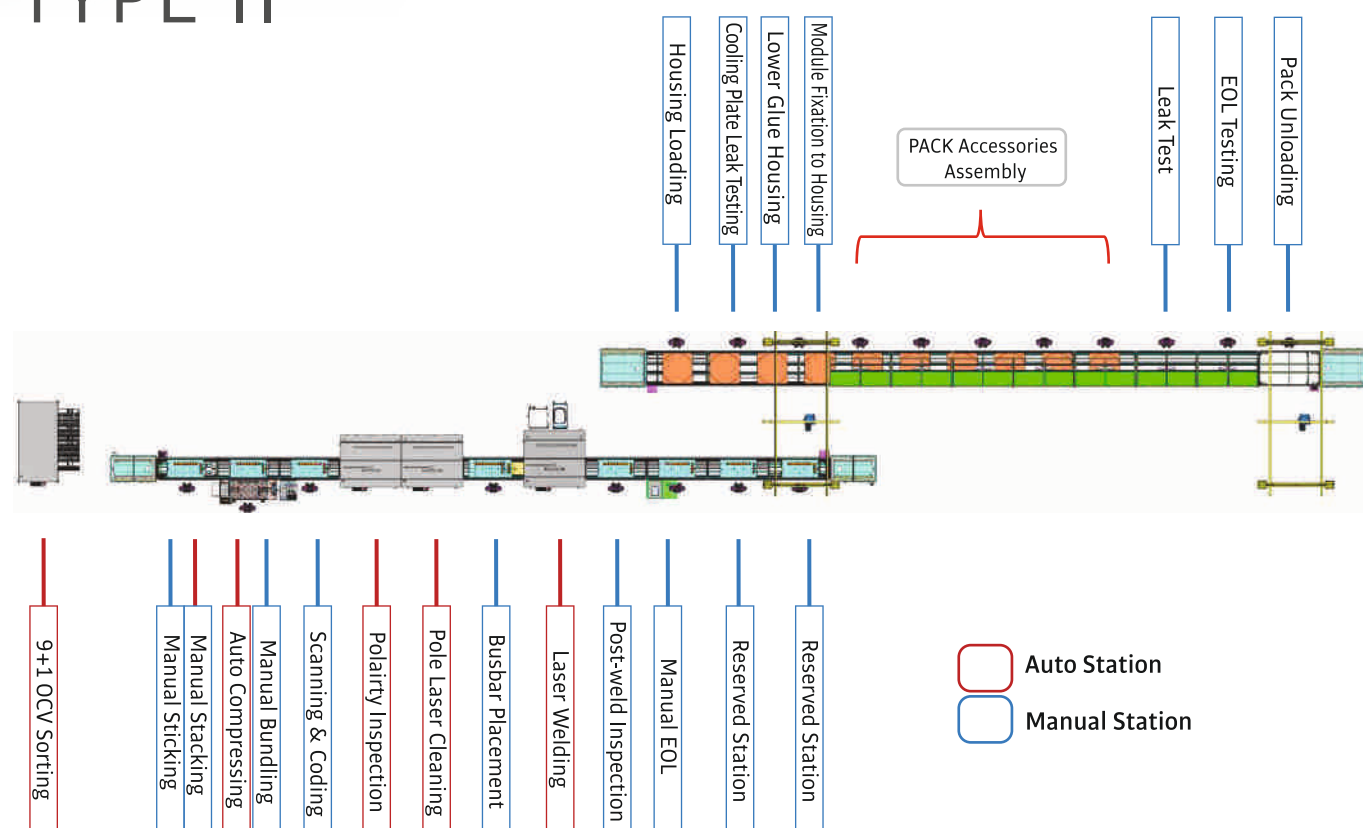 TYPE II
Housing Loading
Cooling Plate Leak Testing
Lower Glue Housing
Module Fixation to Housing
PACK Accessories
Assembly
Leak Test
EOL Testing
Pack Unloading
9+1 OCV Sorting
Manual Sticking
Manual Stacking
Auto Compressing
Manual Bundling
Scanning & Coding
Polairty Inspection
Pole Laser Cleaning
Busbar Placement
Laser Welding
Post-weld Inspection
Manual EOL
Reserved Station
Reserved Station
Auto Station
Manual Station